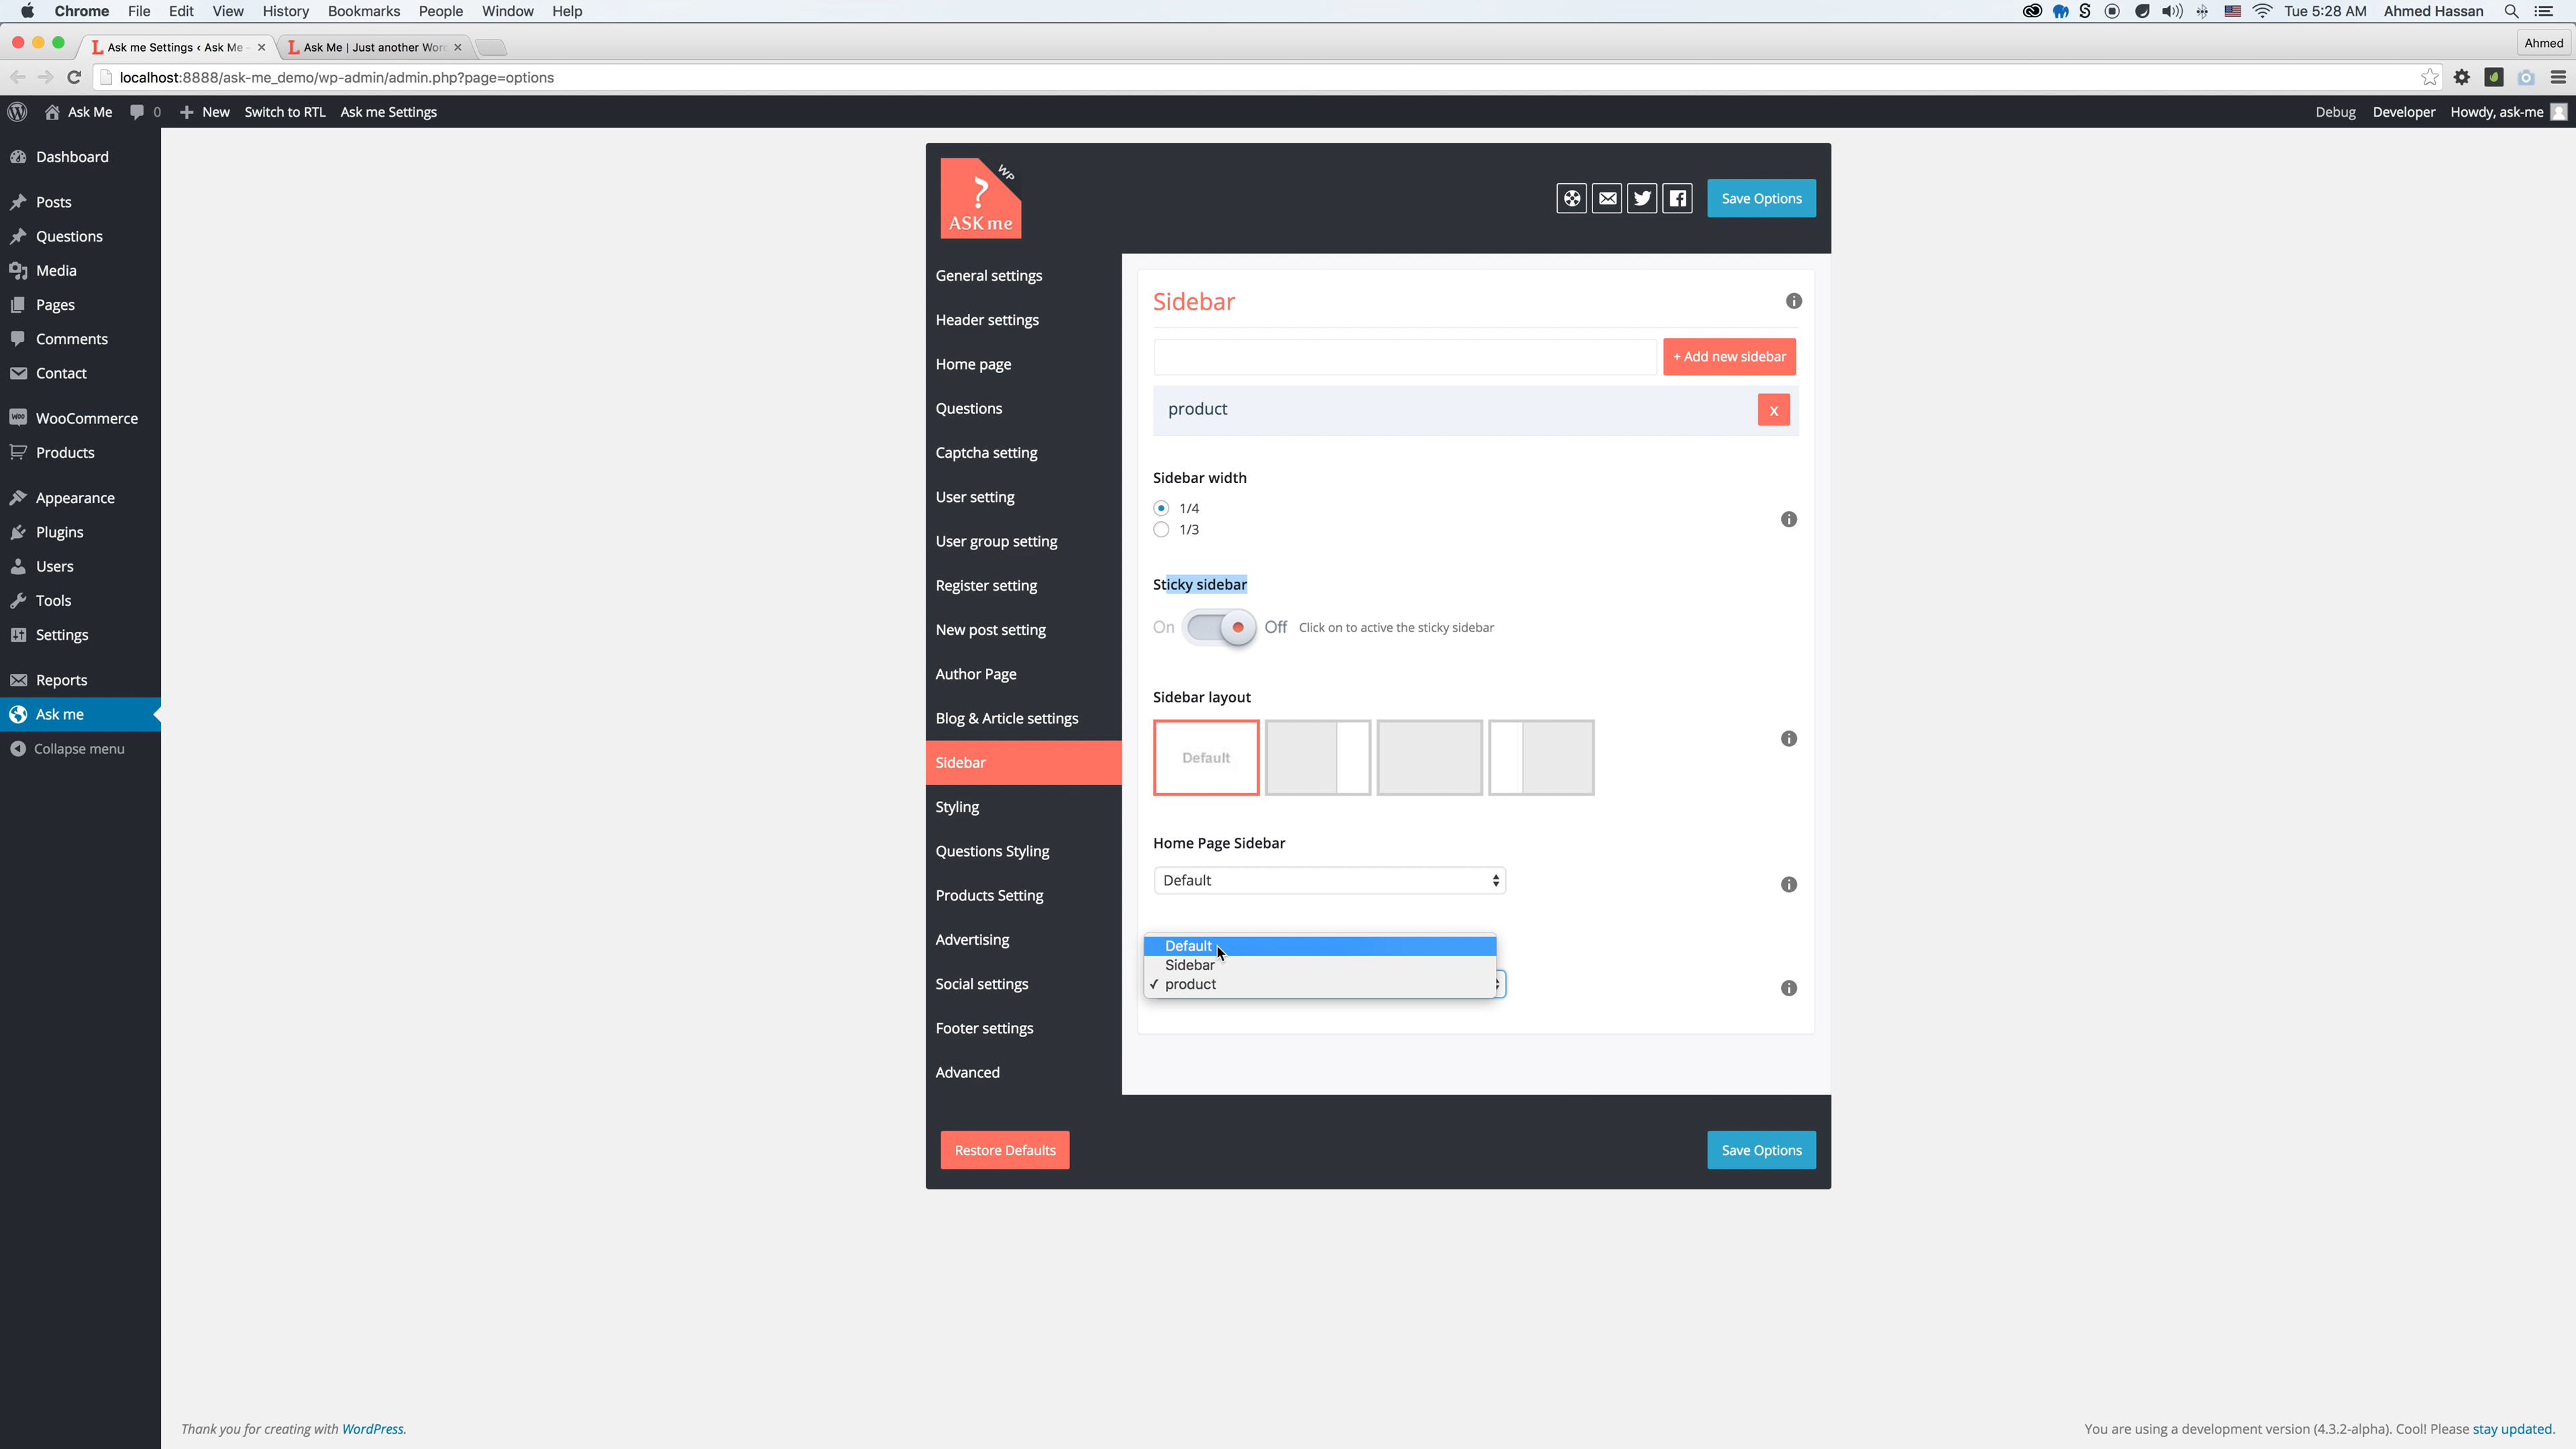 Chrome File Edit View History Bookmarks People Window Help Tue 5:28 AM Ahmed Hassan
Ask me Settings ‹ Ask Me - Ask Me | Just another Wor Ahmed
localhost:8888/ask-me_demo/wp-admin/admin.php?page=options
Ask Me 0 New Switch to RTL Ask me Settings Debug Developer Howdy, ask-me
Dashboard
Posts
Questions
Media
Pages
Comments
Contact
WooCommerce
Products
Appearance
Plugins
Users
Tools
Settings
Reports
Ask me
Collapse menu
WP
?
ASK me
Save Options
General settings
Header settings
Home page
Questions
Captcha setting
User setting
User group setting
Register setting
New post setting
Author Page
Blog & Article settings
Sidebar
Styling
Questions Styling
Products Setting
Advertising
Social settings
Footer settings
Advanced
Sidebar
+ Add new sidebar
product x
Sidebar width
1/4
1/3
Sticky sidebar
On Off Click on to active the sticky sidebar
Sidebar layout
Default
Home Page Sidebar
Default
Default
Sidebar
✓ product
Restore Defaults Save Options
Thank you for creating with WordPress. You are using a development version (4.3.2-alpha). Cool! Please stay updated.